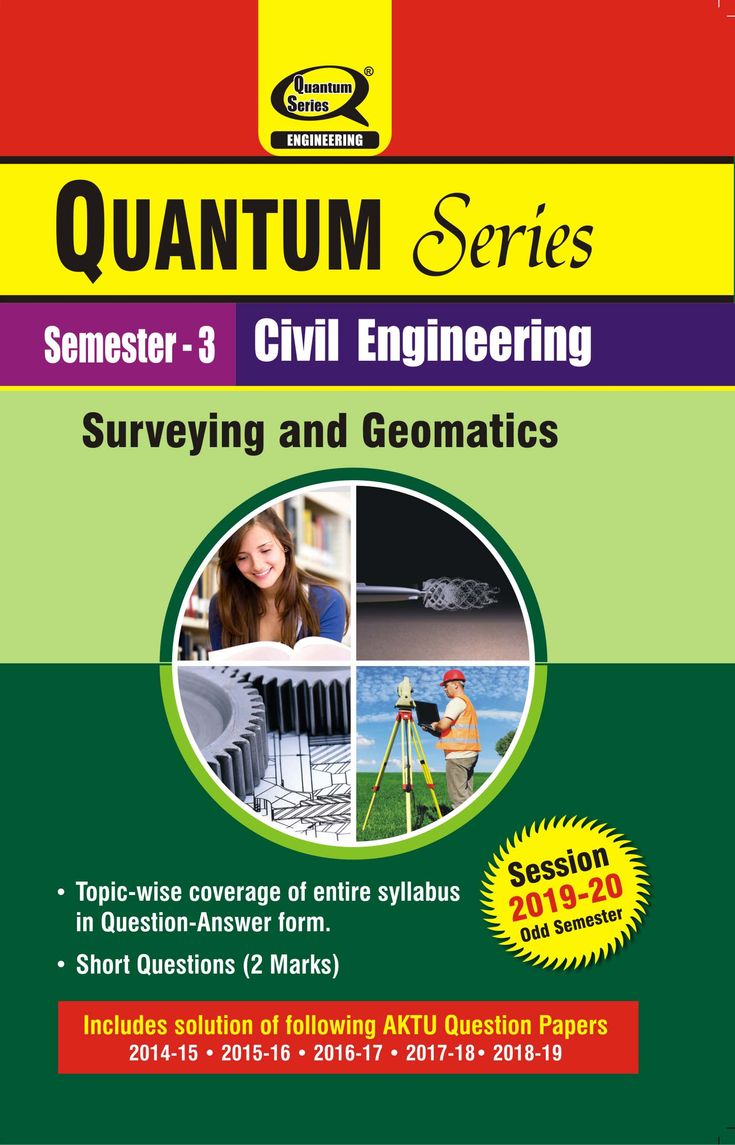 Quantum
Series
®
ENGINEERING
QUANTUM Series
Semester - 3 Civil Engineering
Surveying and Geomatics
Session
2019-20
Odd Semester
• Topic-wise coverage of entire syllabus
in Question-Answer form.
• Short Questions (2 Marks)
Includes solution of following AKTU Question Papers
2014-15 • 2015-16 • 2016-17 • 2017-18• 2018-19